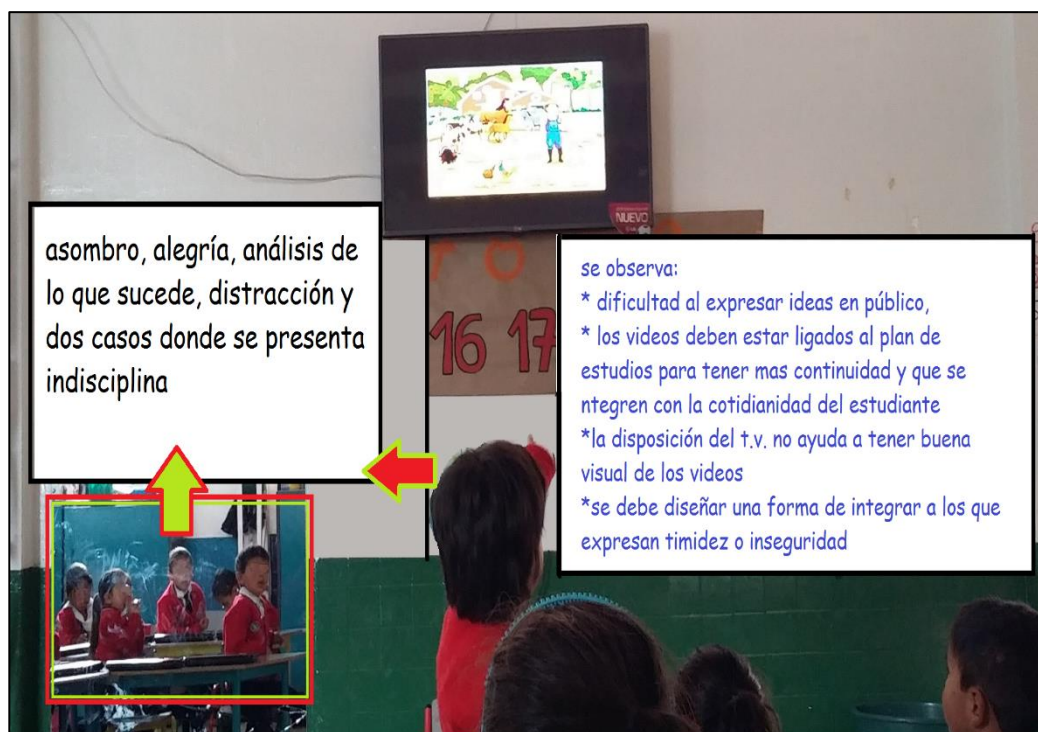 NUEVO
asombro, alegría, análisis de
lo que sucede, distracción y
dos casos donde se presenta
indisciplina
16 17
se observa:
* dificultad al expresar ideas en público,
* los videos deben estar ligados al plan de
estudios para tener mas continuidad y que se
ntegren con la cotidianidad del estudiante
*la disposición del t.v. no ayuda a tener buena
visual de los videos
*se debe diseñar una forma de integrar a los que
expresan timidez o inseguridad